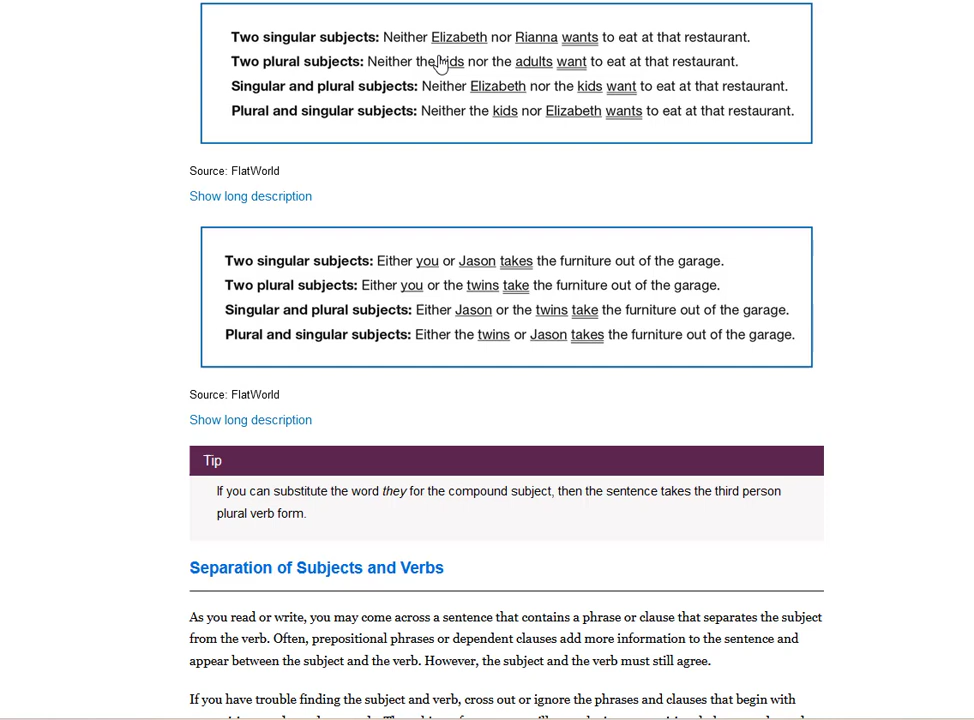 Two singular subjects: Neither Elizabeth nor Rianna wants to eat at that restaurant.
Two plural subjects: Neither the kids nor the adults want to eat at that restaurant.
Singular and plural subjects: Neither Elizabeth nor the kids want to eat at that restaurant.
Plural and singular subjects: Neither the kids nor Elizabeth wants to eat at that restaurant.
Source: FlatWorld
Show long description
Two singular subjects: Either you or Jason takes the furniture out of the garage.
Two plural subjects: Either you or the twins take the furniture out of the garage.
Singular and plural subjects: Either Jason or the twins take the furniture out of the garage.
Plural and singular subjects: Either the twins or Jason takes the furniture out of the garage.
Source: FlatWorld
Show long description
Tip
If you can substitute the word they for the compound subject, then the sentence takes the third person
plural verb form.
Separation of Subjects and Verbs
As you read or write, you may come across a sentence that contains a phrase or clause that separates the subject
from the verb. Often, prepositional phrases or dependent clauses add more information to the sentence and
appear between the subject and the verb. However, the subject and the verb must still agree.
If you have trouble finding the subject and verb, cross out or ignore the phrases and clauses that begin with